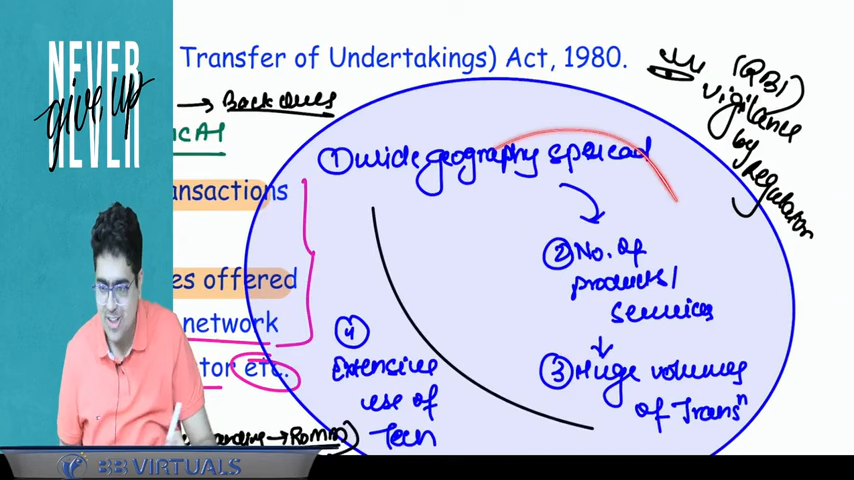 NEVER
give up
NEVER
Transfer of Undertakings) Act, 1980.
→ Back dues
(RBI)
vigilance
by regulator
① wide geography spread
ansactions
② No. of
products/
services
es offered
network
tor etc.
④
Extensive
use of
Tech
③ Huge volumes
of Transⁿ
BB VIRTUALS